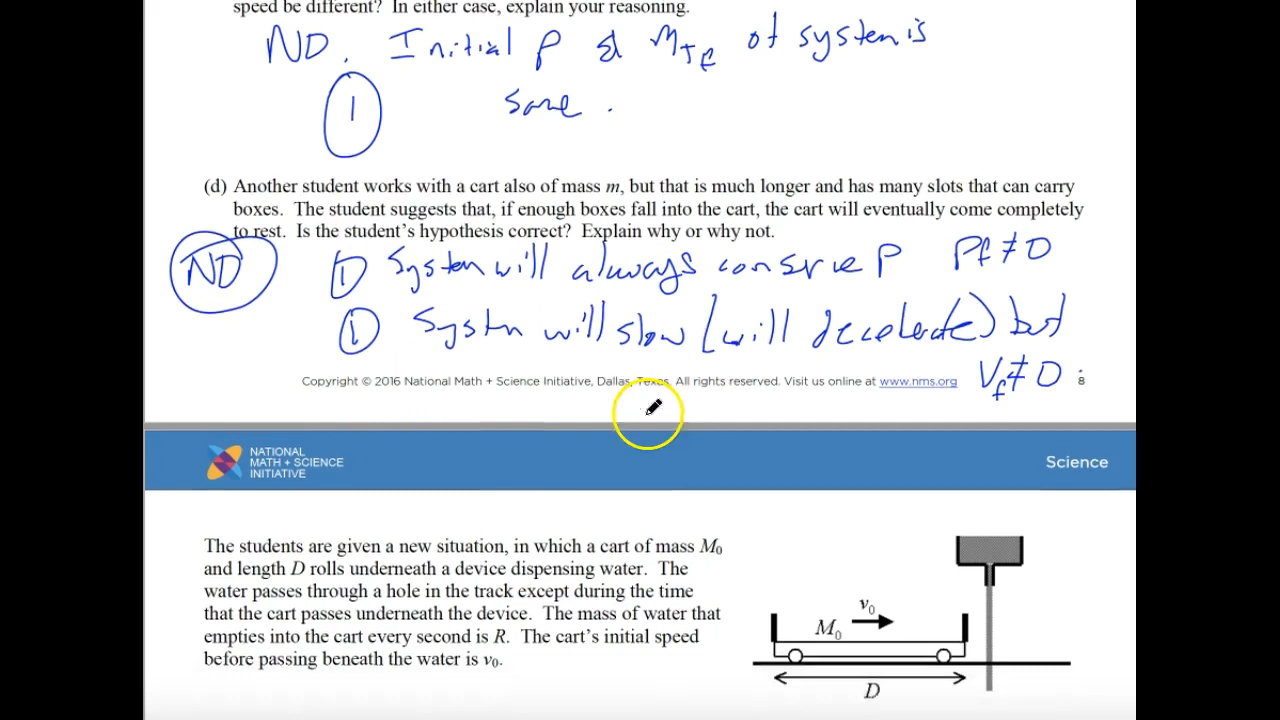 speed be different? In either case, explain your reasoning.
NO. Initial p & MTf of system is
1 same.
(d) Another student works with a cart also of mass m, but that is much longer and has many slots that can carry
boxes. The student suggests that, if enough boxes fall into the cart, the cart will eventually come completely
to rest. Is the student's hypothesis correct? Explain why or why not.
NO 1 System will always conserve P Pf ≠ 0
1 System will slow (will decelerate) but
Vf ≠ 0.
Copyright © 2016 National Math + Science Initiative, Dallas, Texas. All rights reserved. Visit us online at www.nms.org 8
NATIONAL
MATH + SCIENCE
INITIATIVE
Science
The students are given a new situation, in which a cart of mass M0
and length D rolls underneath a device dispensing water. The
water passes through a hole in the track except during the time
that the cart passes underneath the device. The mass of water that
empties into the cart every second is R. The cart's initial speed
before passing beneath the water is v0.
v0
M0
D